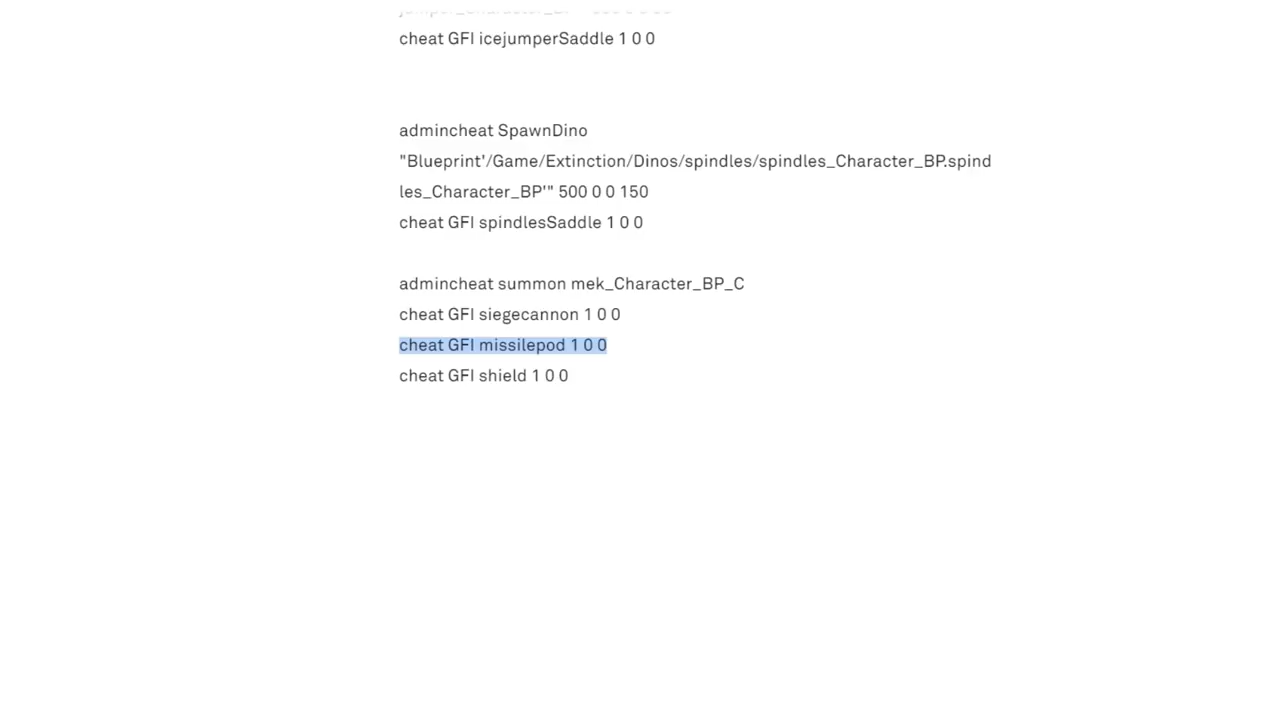 cheat GFI icejumperSaddle 1 0 0
admincheat SpawnDino
"Blueprint'/Game/Extinction/Dinos/spindles/spindles_Character_BP.spind
les_Character_BP'" 500 0 0 150
cheat GFI spindlesSaddle 1 0 0
admincheat summon mek_Character_BP_C
cheat GFI siegecannon 1 0 0
cheat GFI missilepod 1 0 0
cheat GFI shield 1 0 0